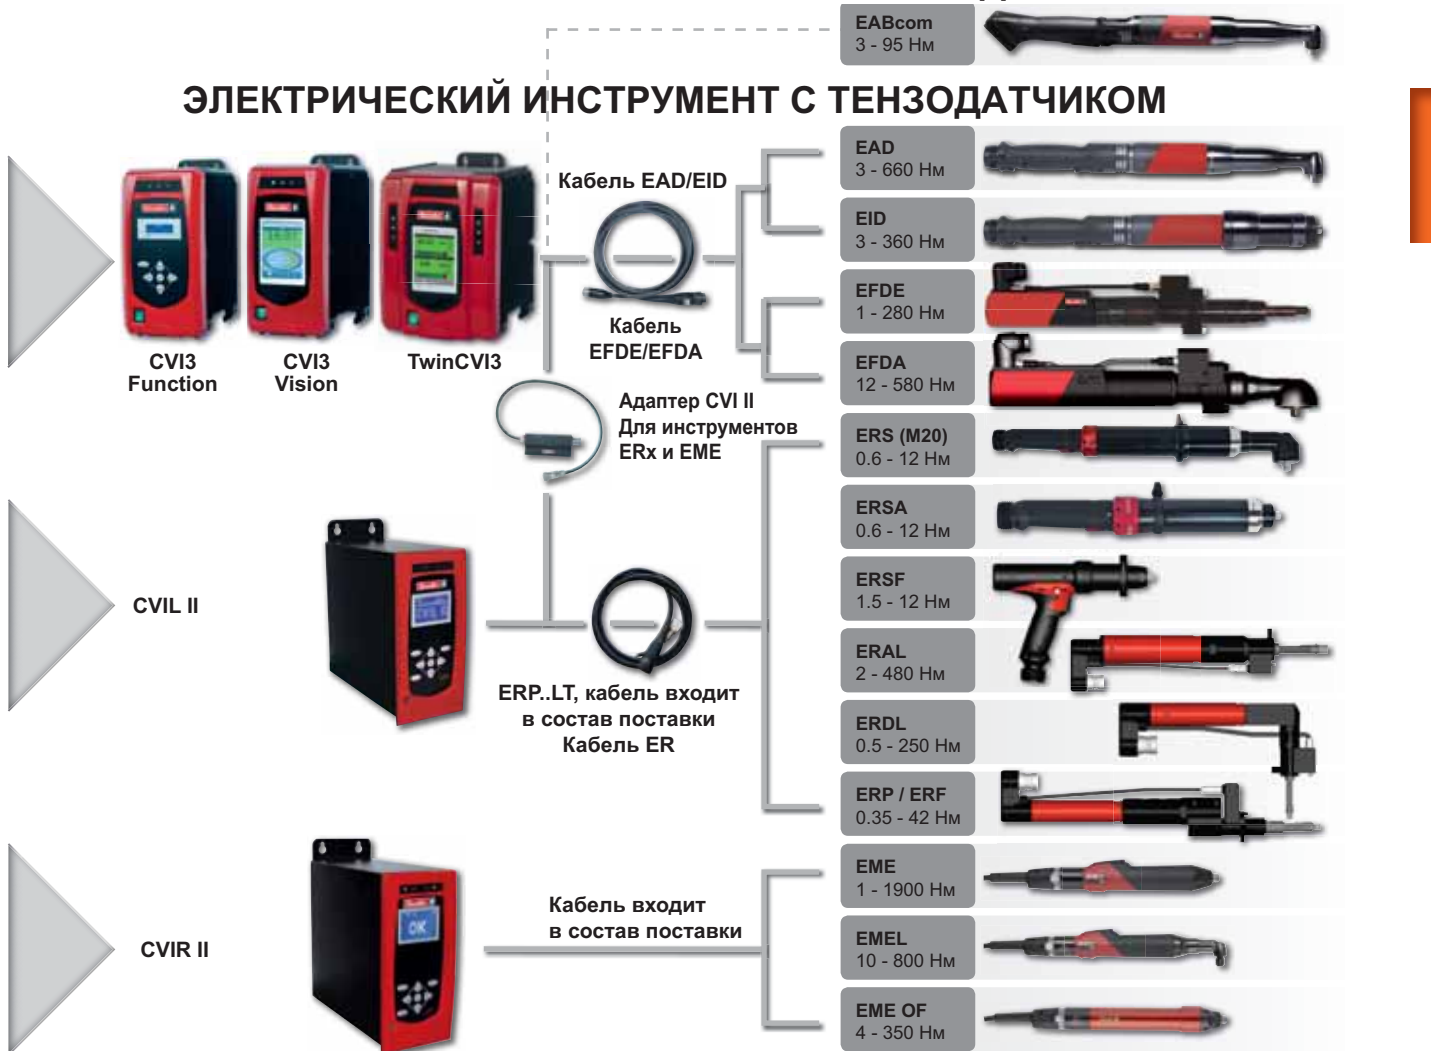 EABcom
3 - 95 Нм
ЭЛЕКТРИЧЕСКИЙ ИНСТРУМЕНТ С ТЕНЗОДАТЧИКОМ
CVI3
Function
CVI3
Vision
TwinCVI3
Кабель EAD/EID
Кабель
EFDE/EFDA
Адаптер CVI II
Для инструментов
ERx и EME
EAD
3 - 660 Нм
EID
3 - 360 Нм
EFDE
1 - 280 Нм
EFDA
12 - 580 Нм
ERS (M20)
0.6 - 12 Нм
ERSA
0.6 - 12 Нм
ERSF
1.5 - 12 Нм
ERAL
2 - 480 Нм
ERDL
0.5 - 250 Нм
ERP / ERF
0.35 - 42 Нм
CVIL II
ERP..LT, кабель входит
в состав поставки
Кабель ER
CVIR II
OK
Кабель входит
в состав поставки
EME
1 - 1900 Нм
EMEL
10 - 800 Нм
EME OF
4 - 350 Нм